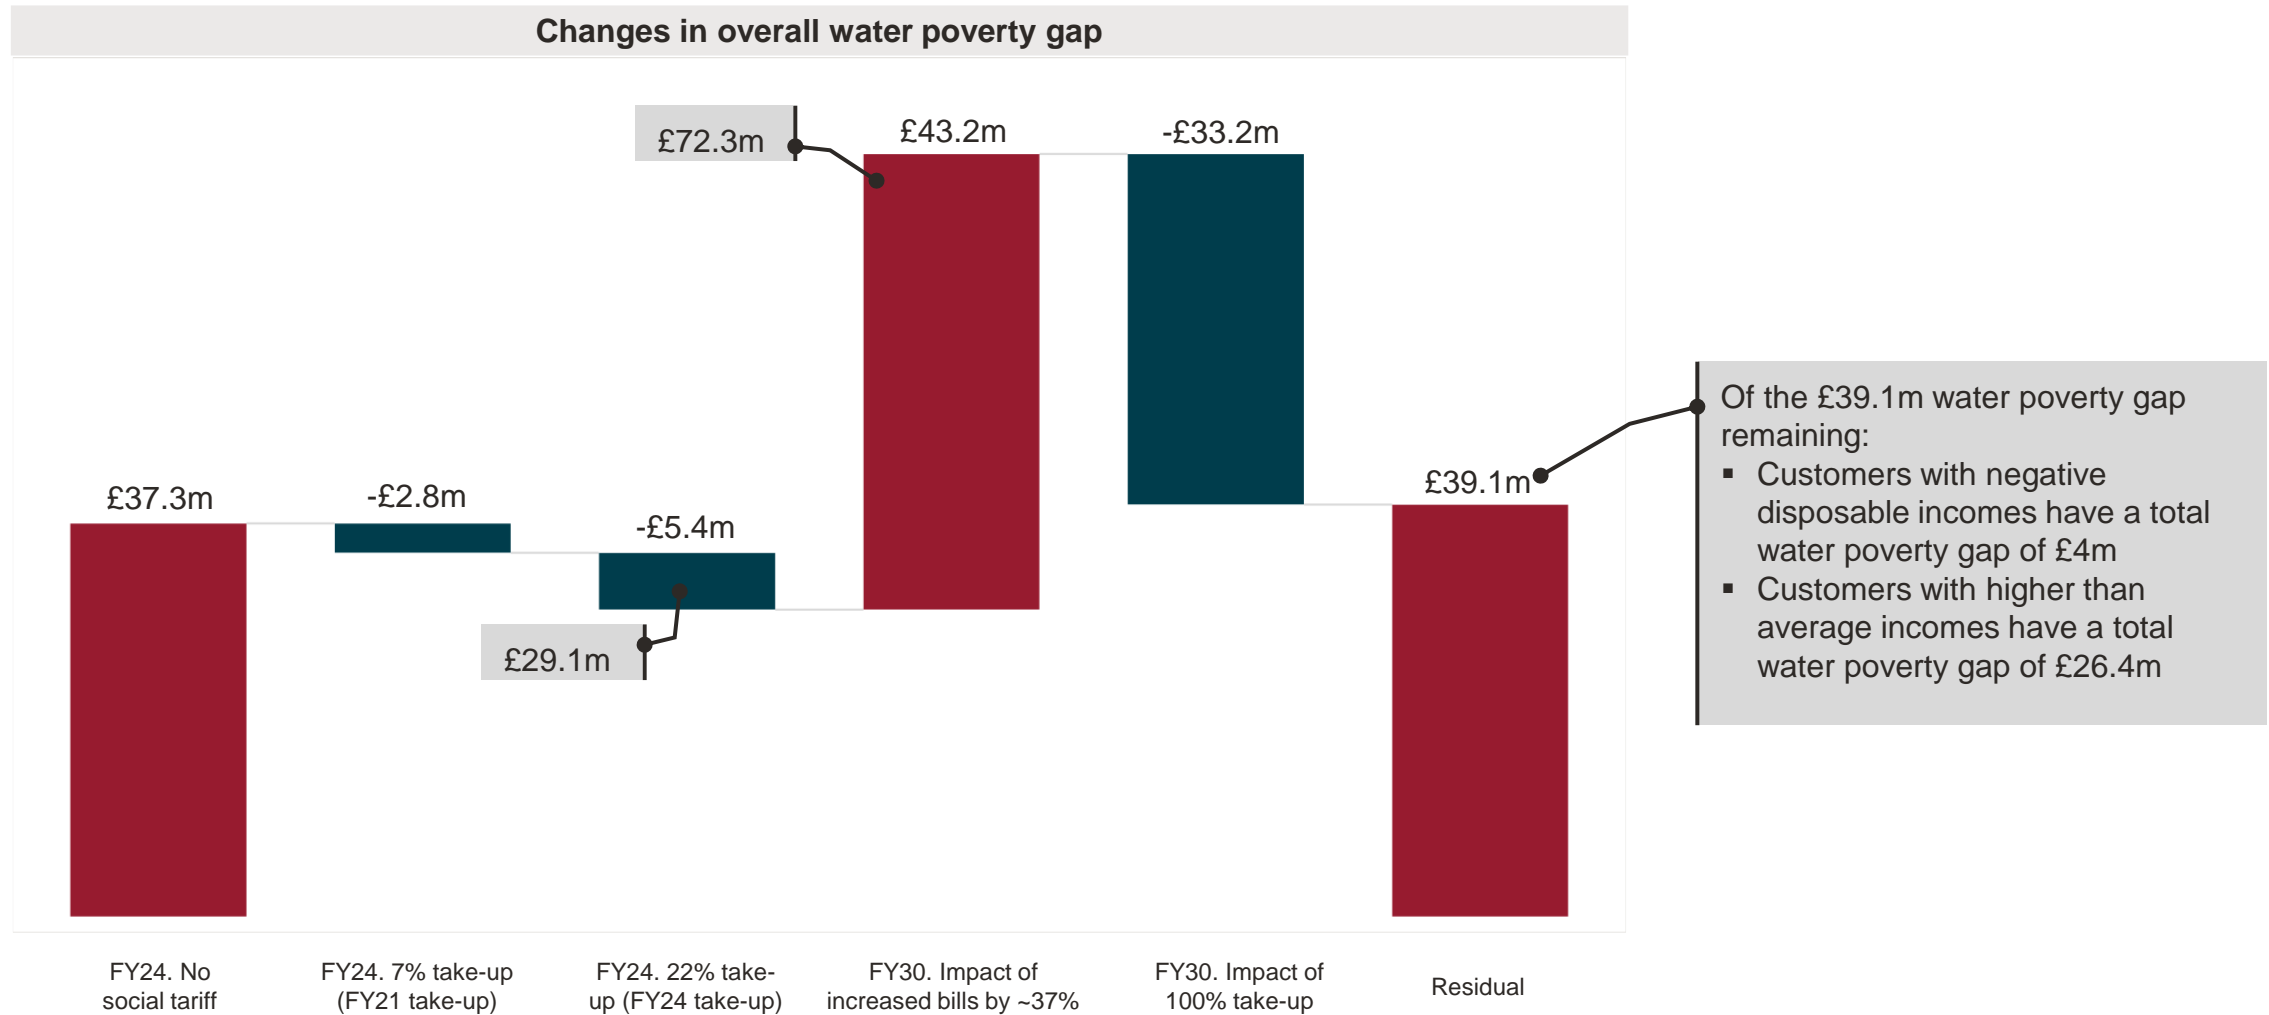 Changes in overall water poverty gap
£72.3m
£43.2m
-£33.2m
£37.3m
-£2.8m
-£5.4m
£29.1m
£39.1m
Of the £39.1m water poverty gap
remaining:
▪ Customers with negative
disposable incomes have a total
water poverty gap of £4m
▪ Customers with higher than
average incomes have a total
water poverty gap of £26.4m
FY24. No
social tariff
FY24. 7% take-up
(FY21 take-up)
FY24. 22% take-
up (FY24 take-up)
FY30. Impact of
increased bills by ~37%
FY30. Impact of
100% take-up
Residual